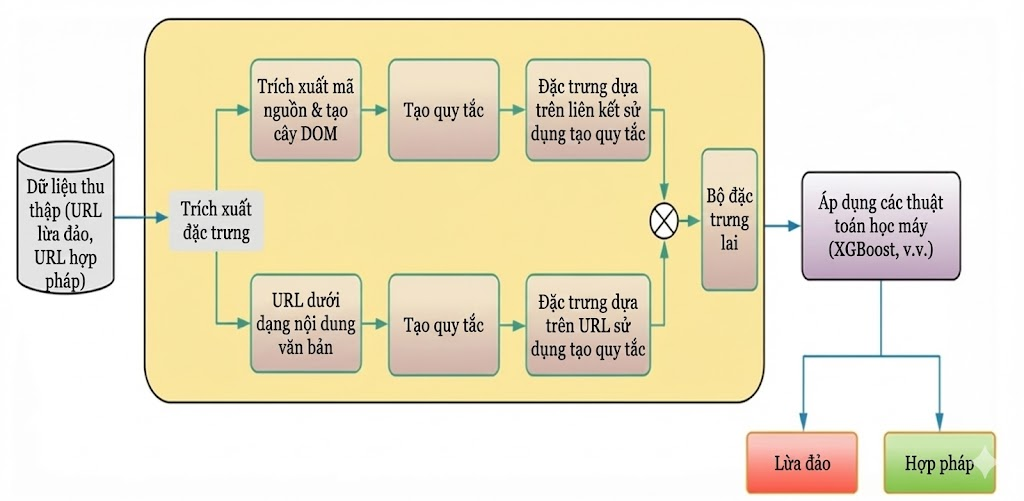 Dữ liệu thu
thập (URL
lừa đảo,
URL hợp
pháp)
Trích xuất
đặc trưng
Trích xuất mã
nguồn & tạo
cây DOM
Tạo quy tắc
Đặc trưng dựa
trên liên kết sử
dụng tạo quy tắc
URL dưới
dạng nội dung
văn bản
Tạo quy tắc
Đặc trưng dựa
trên URL sử
dụng tạo quy tắc
Bộ đặc
trưng
lai
Áp dụng các thuật
toán học máy
(XGBoost, v.v.)
Lừa đảo
Hợp pháp